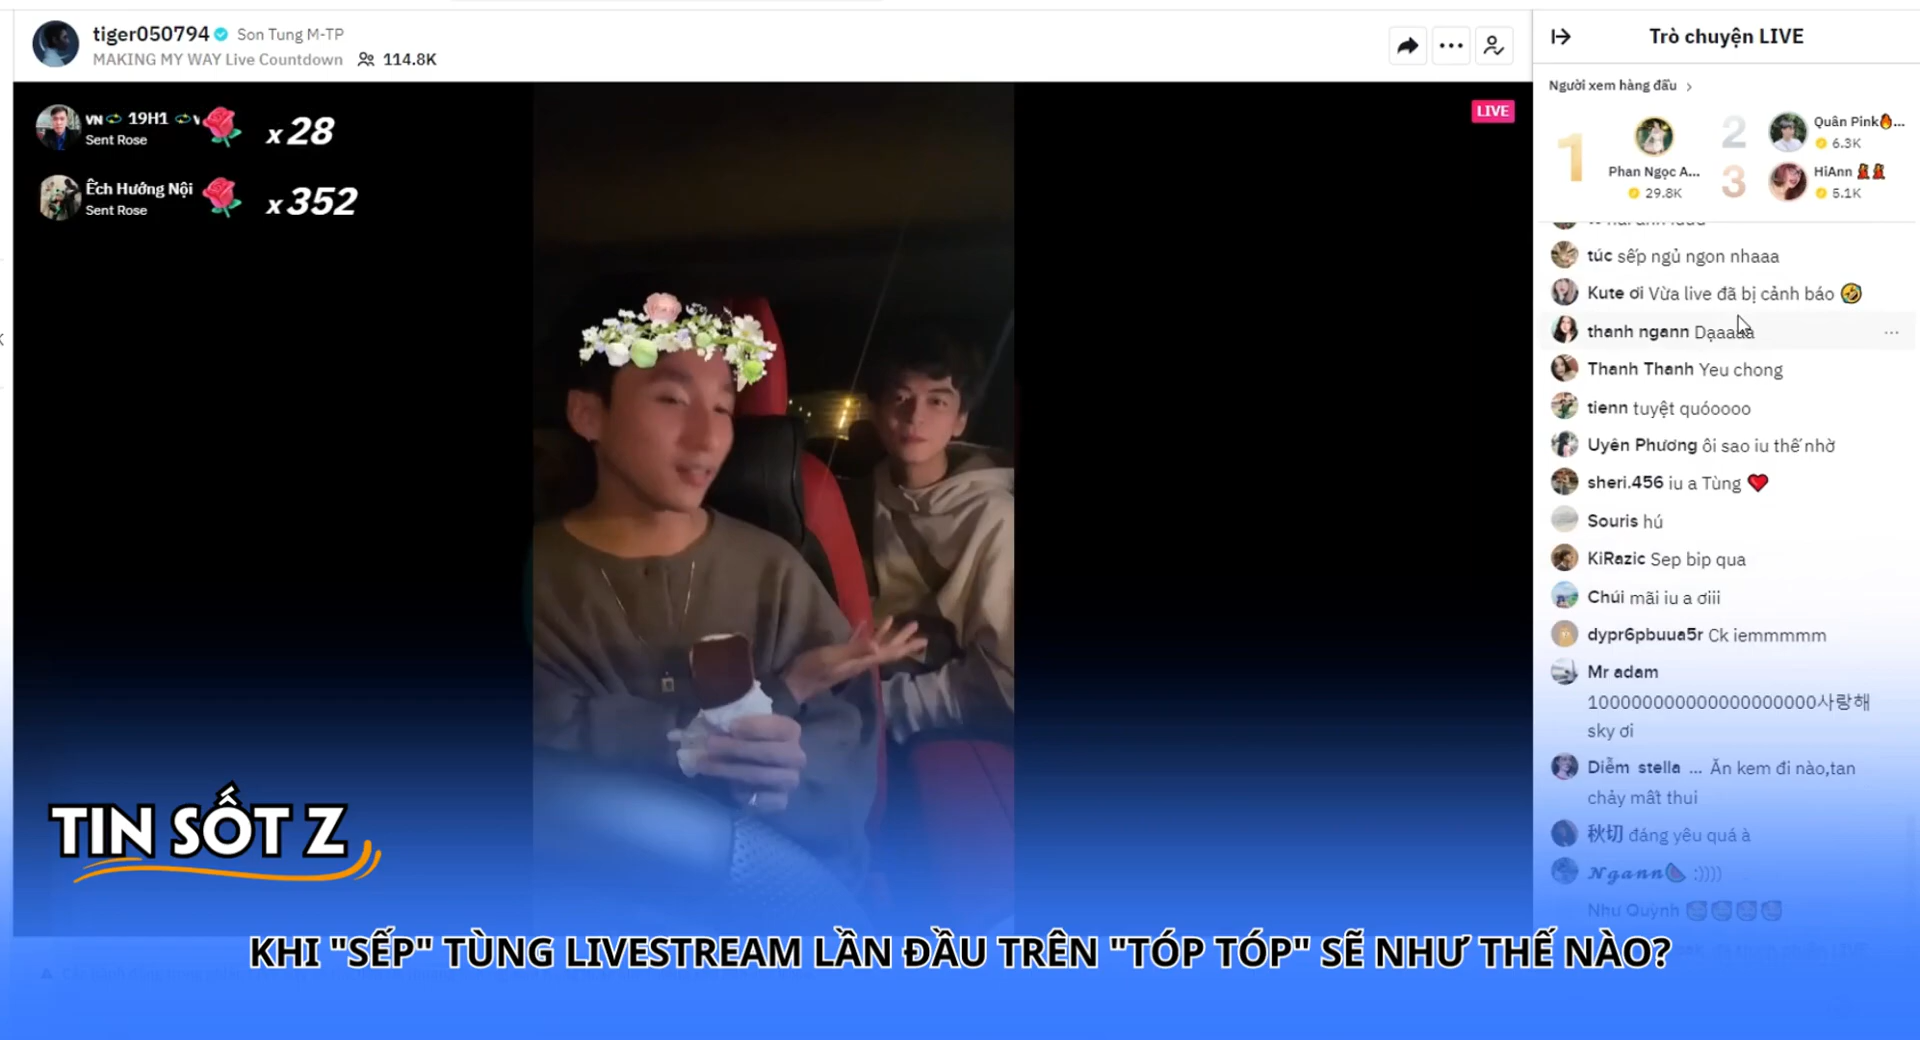 tiger050794 Son Tung M-TP
MAKING MY WAY Live Countdown 114.8K
LIVE
VN 19H1
Sent Rose
x28
Ếch Hướng Nội
Sent Rose
x352
Trò chuyện LIVE
Người xem hàng đầu >
1
Phan Ngọc A...
29.8K
2
Quân Pink🔥...
6.3K
3
HiAnn
5.1K
túc sếp ngủ ngon nhaaa
Kute ơi Vừa live đã bị cảnh báo 🤣
thanh ngann Dạaaaa
...
Thanh Thanh Yeu chong
tienn tuyệt quóoooo
Uyên Phương ôi sao iu thế nhờ
sheri.456 iu a Tùng ❤️
Souris hú
KiRazic Sep bip qua
Chúi mãi iu a ơiii
dypr6pbuua5r Ck iemmmmm
Mr adam
100000000000000000000사랑해
sky ơi
Diễm stella ... Ăn kem đi nào,tan
chảy mất thui
秋切 đáng yêu quá à
Ngann🍉 :))))
Như Quỳnh 🥰🥰🥰🥰
TIN SỐT Z
KHI "SẾP" TÙNG LIVESTREAM LẦN ĐẦU TRÊN "TÓP TÓP" SẼ NHƯ THẾ NÀO?